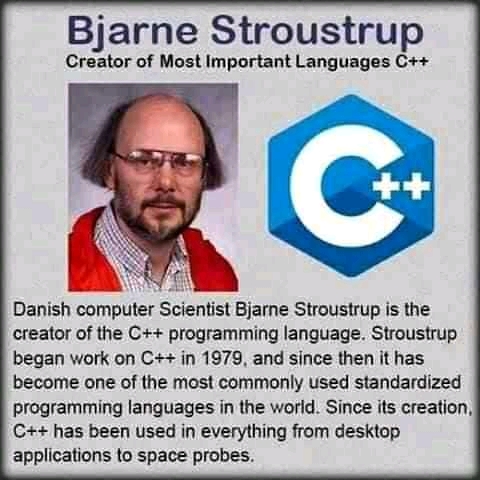 Bjarne Stroustrup
Creator of Most Important Languages C++
C++
Danish computer Scientist Bjarne Stroustrup is the
creator of the C++ programming language. Stroustrup
began work on C++ in 1979, and since then it has
become one of the most commonly used standardized
programming languages in the world. Since its creation,
C++ has been used in everything from desktop
applications to space probes.